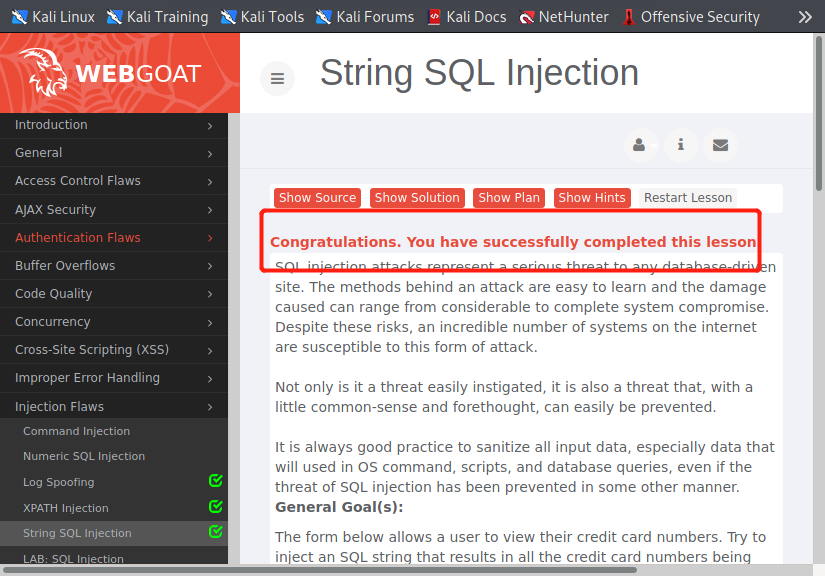 Kali Linux Kali Training Kali Tools Kali Forums Kali Docs NetHunter Offensive Security
WEBGOAT
String SQL Injection
Introduction
General
Access Control Flaws
AJAX Security
Authentication Flaws
Buffer Overflows
Code Quality
Concurrency
Cross-Site Scripting (XSS)
Improper Error Handling
Injection Flaws
Command Injection
Numeric SQL Injection
Log Spoofing
XPATH Injection
String SQL Injection
LAB: SQL Injection
Show Source Show Solution Show Plan Show Hints Restart Lesson
Congratulations. You have successfully completed this lesson.
SQL injection attacks represent a serious threat to any database-driven
site. The methods behind an attack are easy to learn and the damage
caused can range from considerable to complete system compromise.
Despite these risks, an incredible number of systems on the internet
are susceptible to this form of attack.
Not only is it a threat easily instigated, it is also a threat that, with a
little common-sense and forethought, can easily be prevented.
It is always good practice to sanitize all input data, especially data that
will used in OS command, scripts, and database queries, even if the
threat of SQL injection has been prevented in some other manner.
General Goal(s):
The form below allows a user to view their credit card numbers. Try to
inject an SQL string that results in all the credit card numbers being